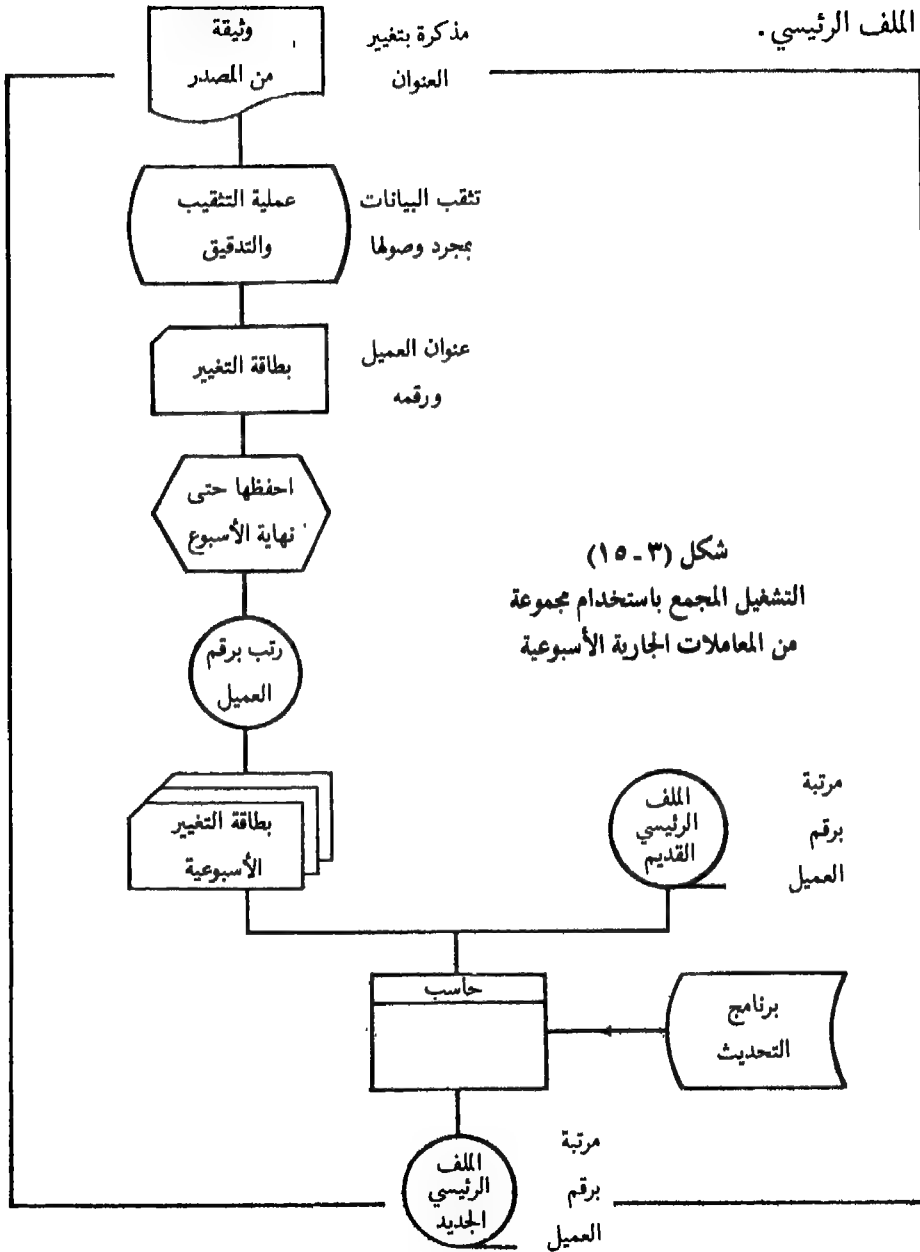 الملف الرئيسي .
وثيقة
من المصدر
مذكرة بتغيير
العنوان
عملية التثقيب
والتدقيق
تثقب البيانات
بمجرد وصولها
بطاقة التغيير
عنوان العميل
ورقمه
احفظها حتى
نهاية الأسبوع
شكل (٣ - ١٥)
التشغيل المجمع باستخدام مجموعة
من المعاملات الجارية الأسبوعية
رتب برقم
العميل
بطاقة التغيير
الأسبوعية
الملف
الرئيسي
القديم
مرتبة
برقم
العميل
حاسب
برنامج
التحديث
الملف
الرئيسي
الجديد
مرتبة
برقم
العميل